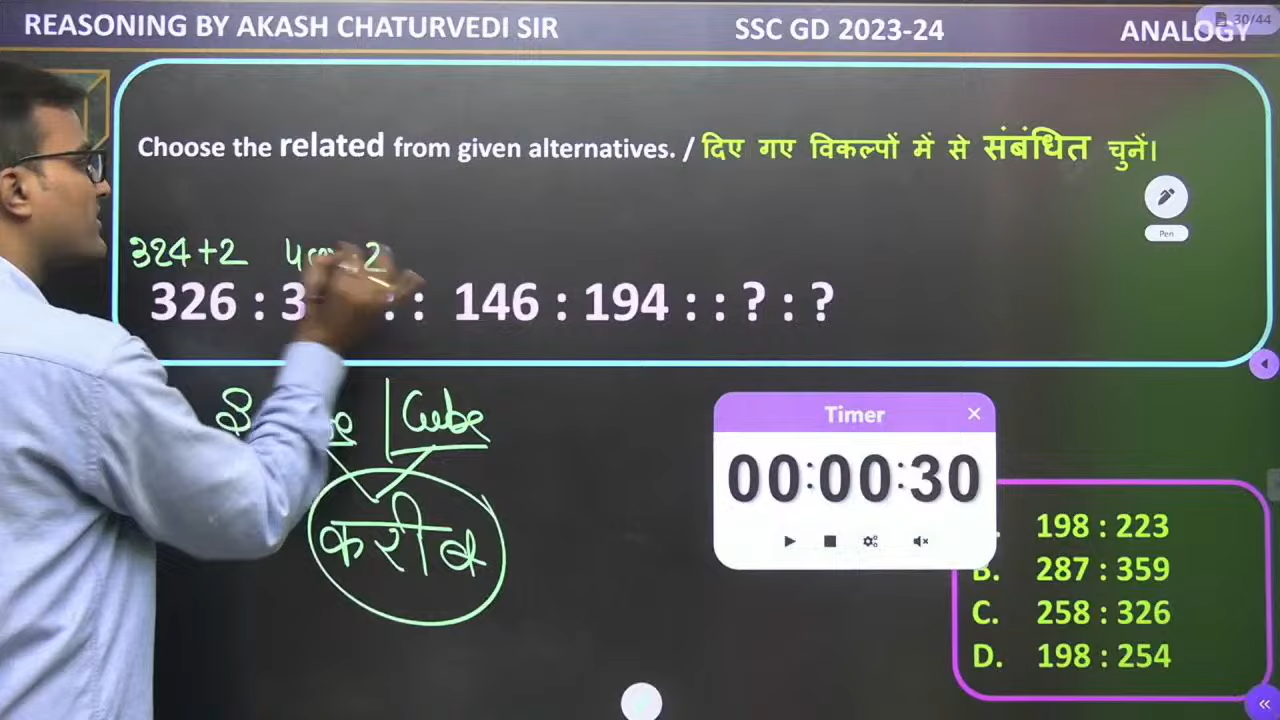 REASONING BY AKASH CHATURVEDI SIR SSC GD 2023-24 ANALOGY
30/44
Choose the related from given alternatives. / दिए गए विकल्पों में से संबंधित चुनें।
Pen
324+2 2
326 : 3 : : 146 : 194 : : ? : ?
Cube
करीब
Timer
00:00:30
198 : 223
B. 287 : 359
C. 258 : 326
D. 198 : 254